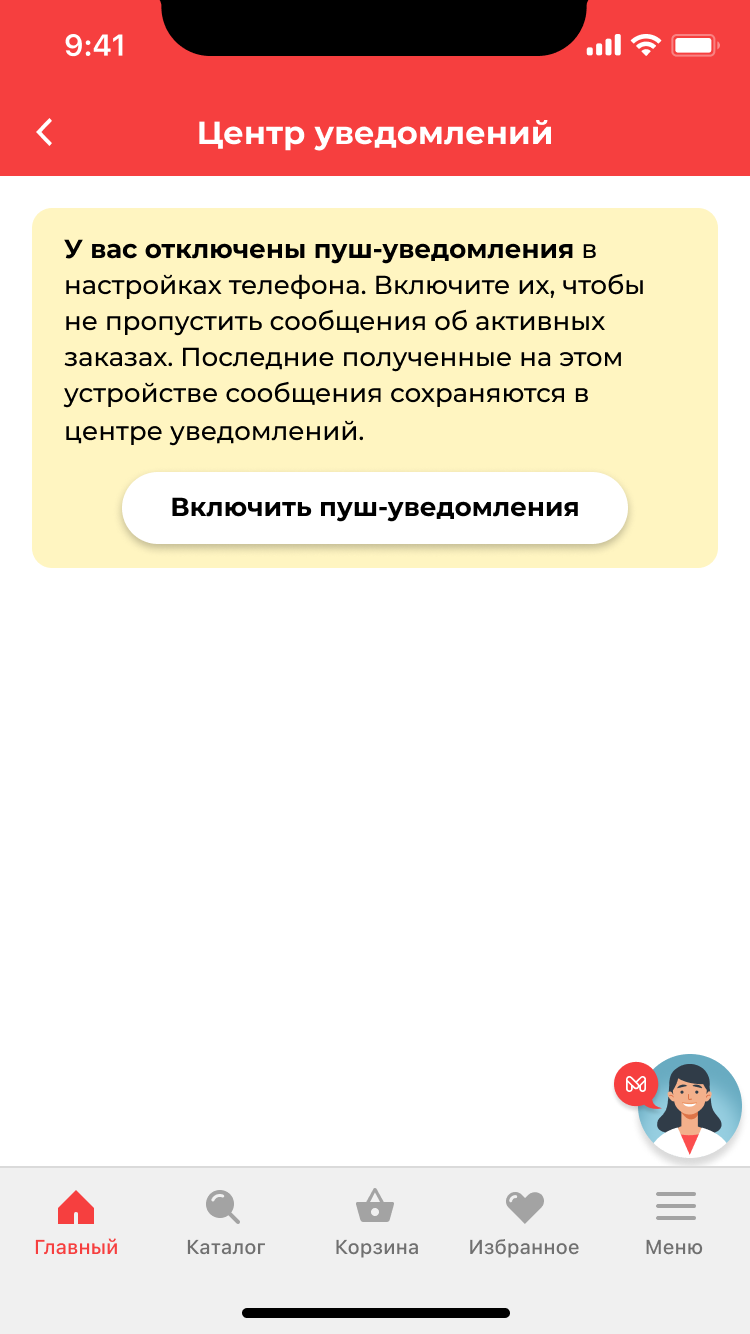 9:41
Центр уведомлений
У вас отключены пуш-уведомления в
настройках телефона. Включите их, чтобы
не пропустить сообщения об активных
заказах. Последние полученные на этом
устройстве сообщения сохраняются в
центре уведомлений.
Включить пуш-уведомления
Главный Каталог Корзина Избранное Меню